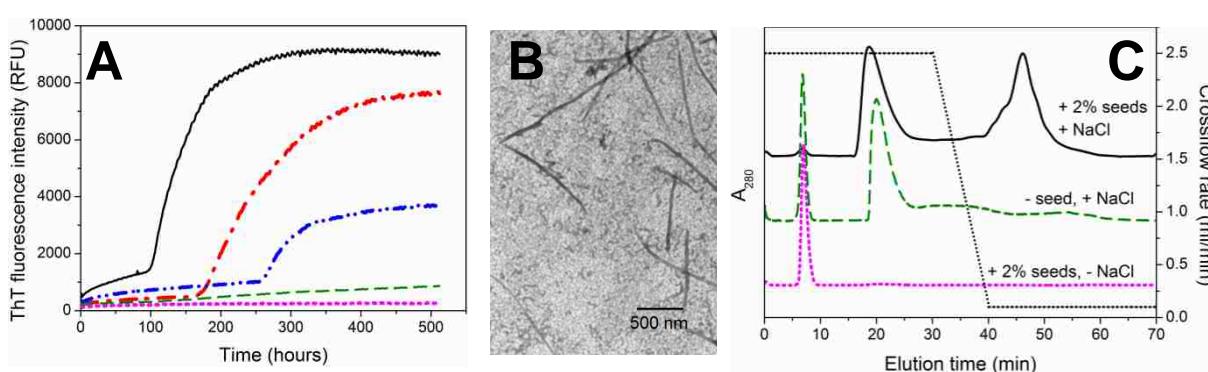 A
10000
8000
6000
4000
2000
0
ThT fluorescence intensity (RFU)
0 100 200 300 400 500
Time (hours)
B
500 nm
C
A280
+ 2% seeds
+ NaCl
- seed, + NaCl
+ 2% seeds, - NaCl
2.5
2.0
1.5
1.0
0.5
0.0
Crossflow rate (ml/min)
0 10 20 30 40 50 60 70
Elution time (min)